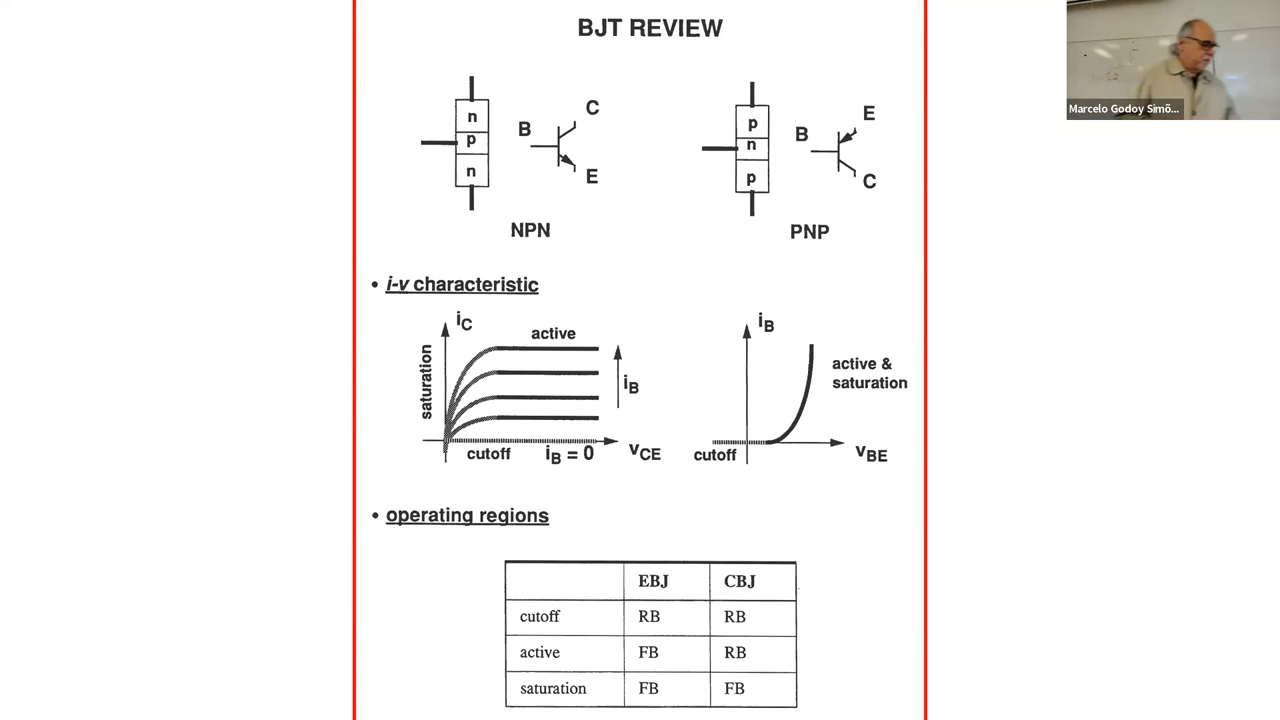 BJT REVIEW
Marcelo Godoy Simõ...
n
p
n
B
C
E
NPN
p
n
p
B
E
C
PNP
• i-v characteristic
iC
active
saturation
iB
cutoff
iB = 0
vCE
iB
active &
saturation
cutoff
vBE
• operating regions
EBJ CBJ
cutoff RB RB
active FB RB
saturation FB FB